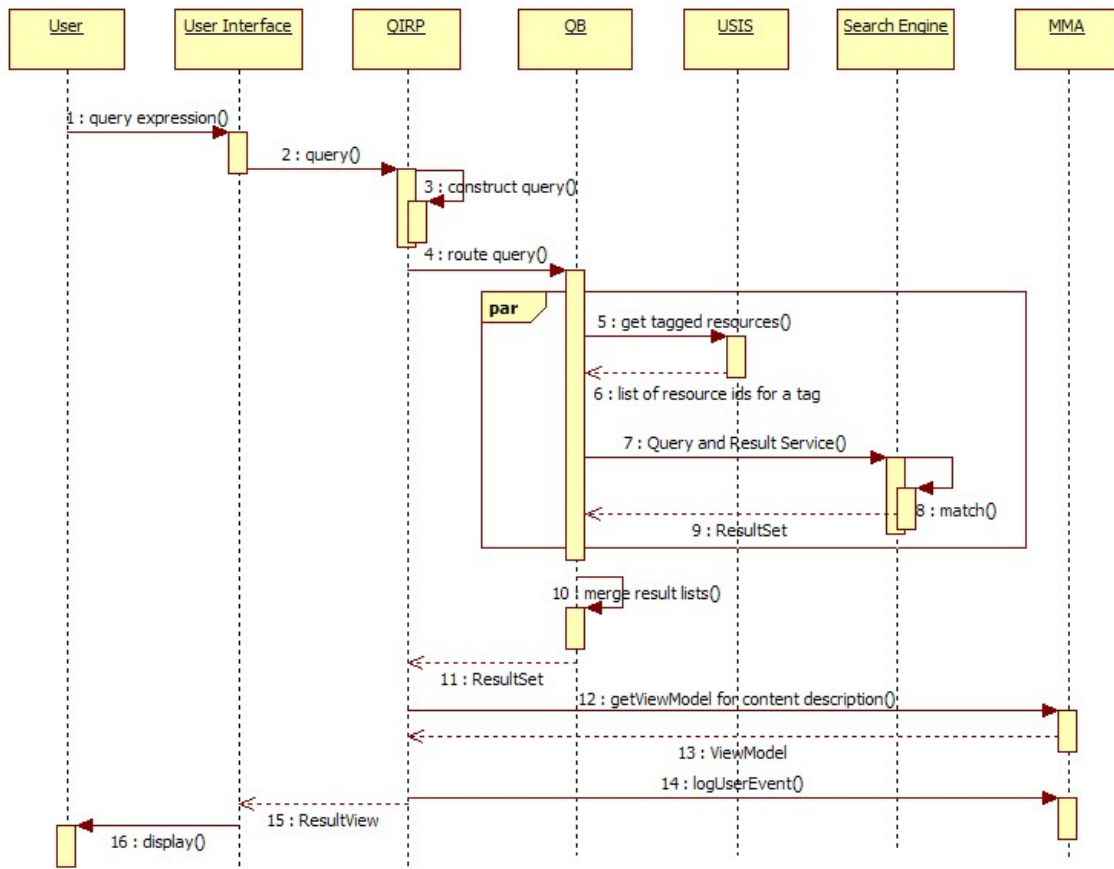 User
User Interface
QIRP
QB
USIS
Search Engine
MMA
1 : query expression()
2 : query()
3 : construct query()
4 : route query()
par
5 : get tagged resources()
6 : list of resource ids for a tag
7 : Query and Result Service()
8 : match()
9 : ResultSet
10 : merge result lists()
11 : ResultSet
12 : getViewModel for content description()
13 : ViewModel
14 : logUserEvent()
15 : ResultView
16 : display()